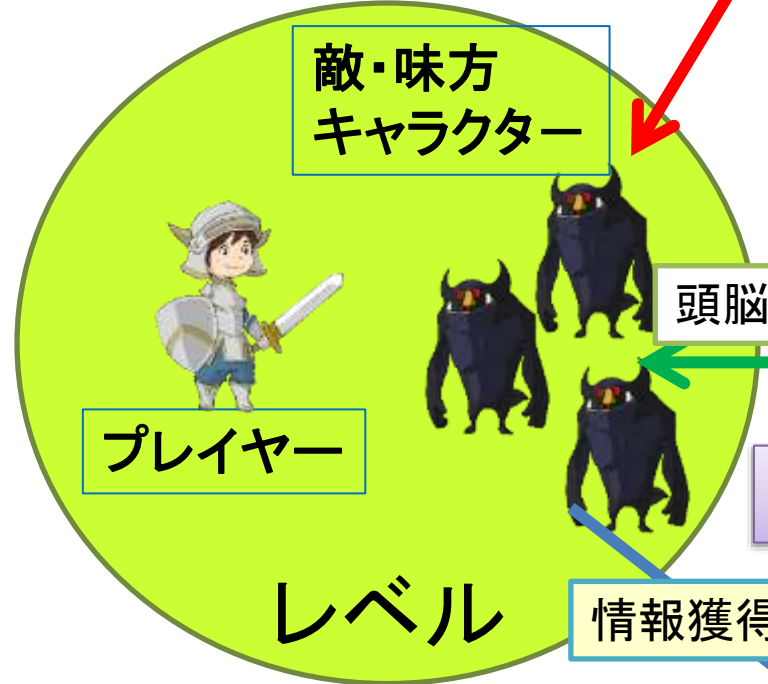 敵・味方
キャラクター
頭脳
プレイヤー
レベル
情報獲得